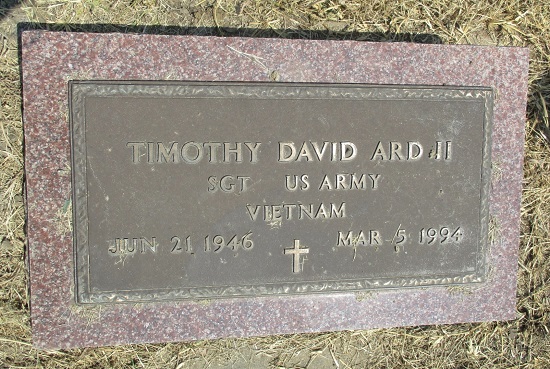 TIMOTHY DAVID ARD II
SGT US ARMY
VIETNAM
JUN 21 1946 MAR 5 1994